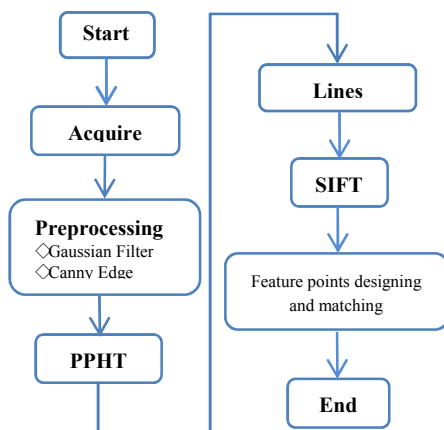 Start
Acquire
Preprocessing
◇Gaussian Filter
◇Canny Edge
PPHT
Lines
SIFT
Feature points designing
and matching
End